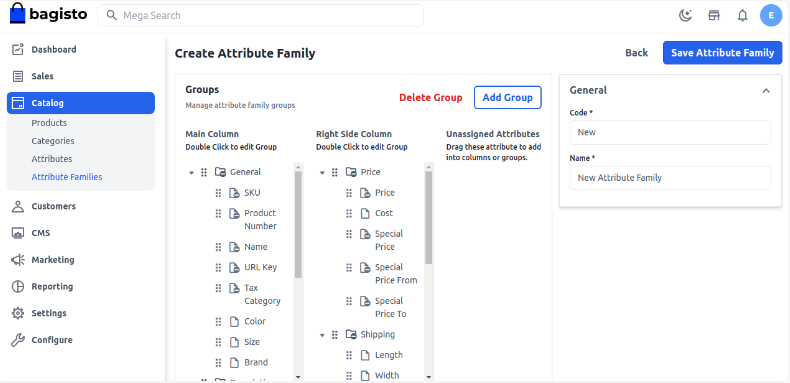 bagisto
Mega Search
E
Dashboard
Sales
Catalog
Products
Categories
Attributes
Attribute Families
Customers
CMS
Marketing
Reporting
Settings
Configure
Create Attribute Family
Back
Save Attribute Family
Groups
Manage attribute family groups
Delete Group
Add Group
Main Column
Double Click to edit Group
General
SKU
Product
Number
Name
URL Key
Tax
Category
Color
Size
Brand
Right Side Column
Double Click to edit Group
Price
Price
Cost
Special
Price
Special
Price From
Special
Price To
Shipping
Length
Width
Unassigned Attributes
Drag these attribute to add
into columns or groups.
General
Code *
New
Name *
New Attribute Family